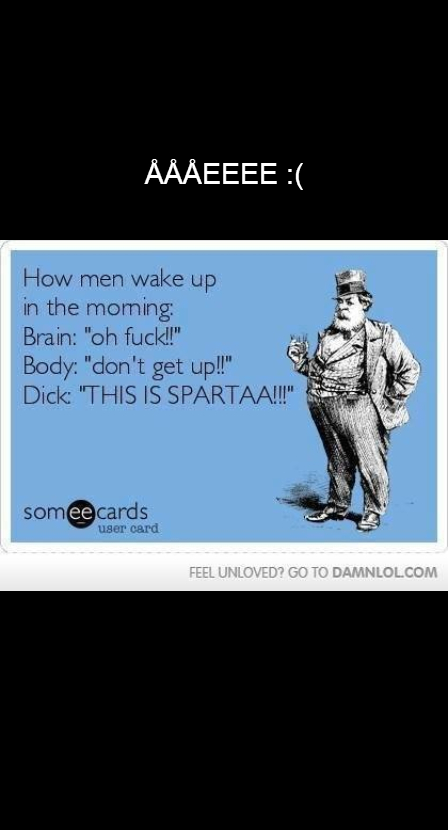 ÅÅÅEEEE :(
How men wake up
in the morning:
Brain: "oh fuck!!"
Body: "don't get up!!"
Dick: "THIS IS SPARTAA!!!"
someecards
user card
FEEL UNLOVED? GO TO DAMNLOL.COM